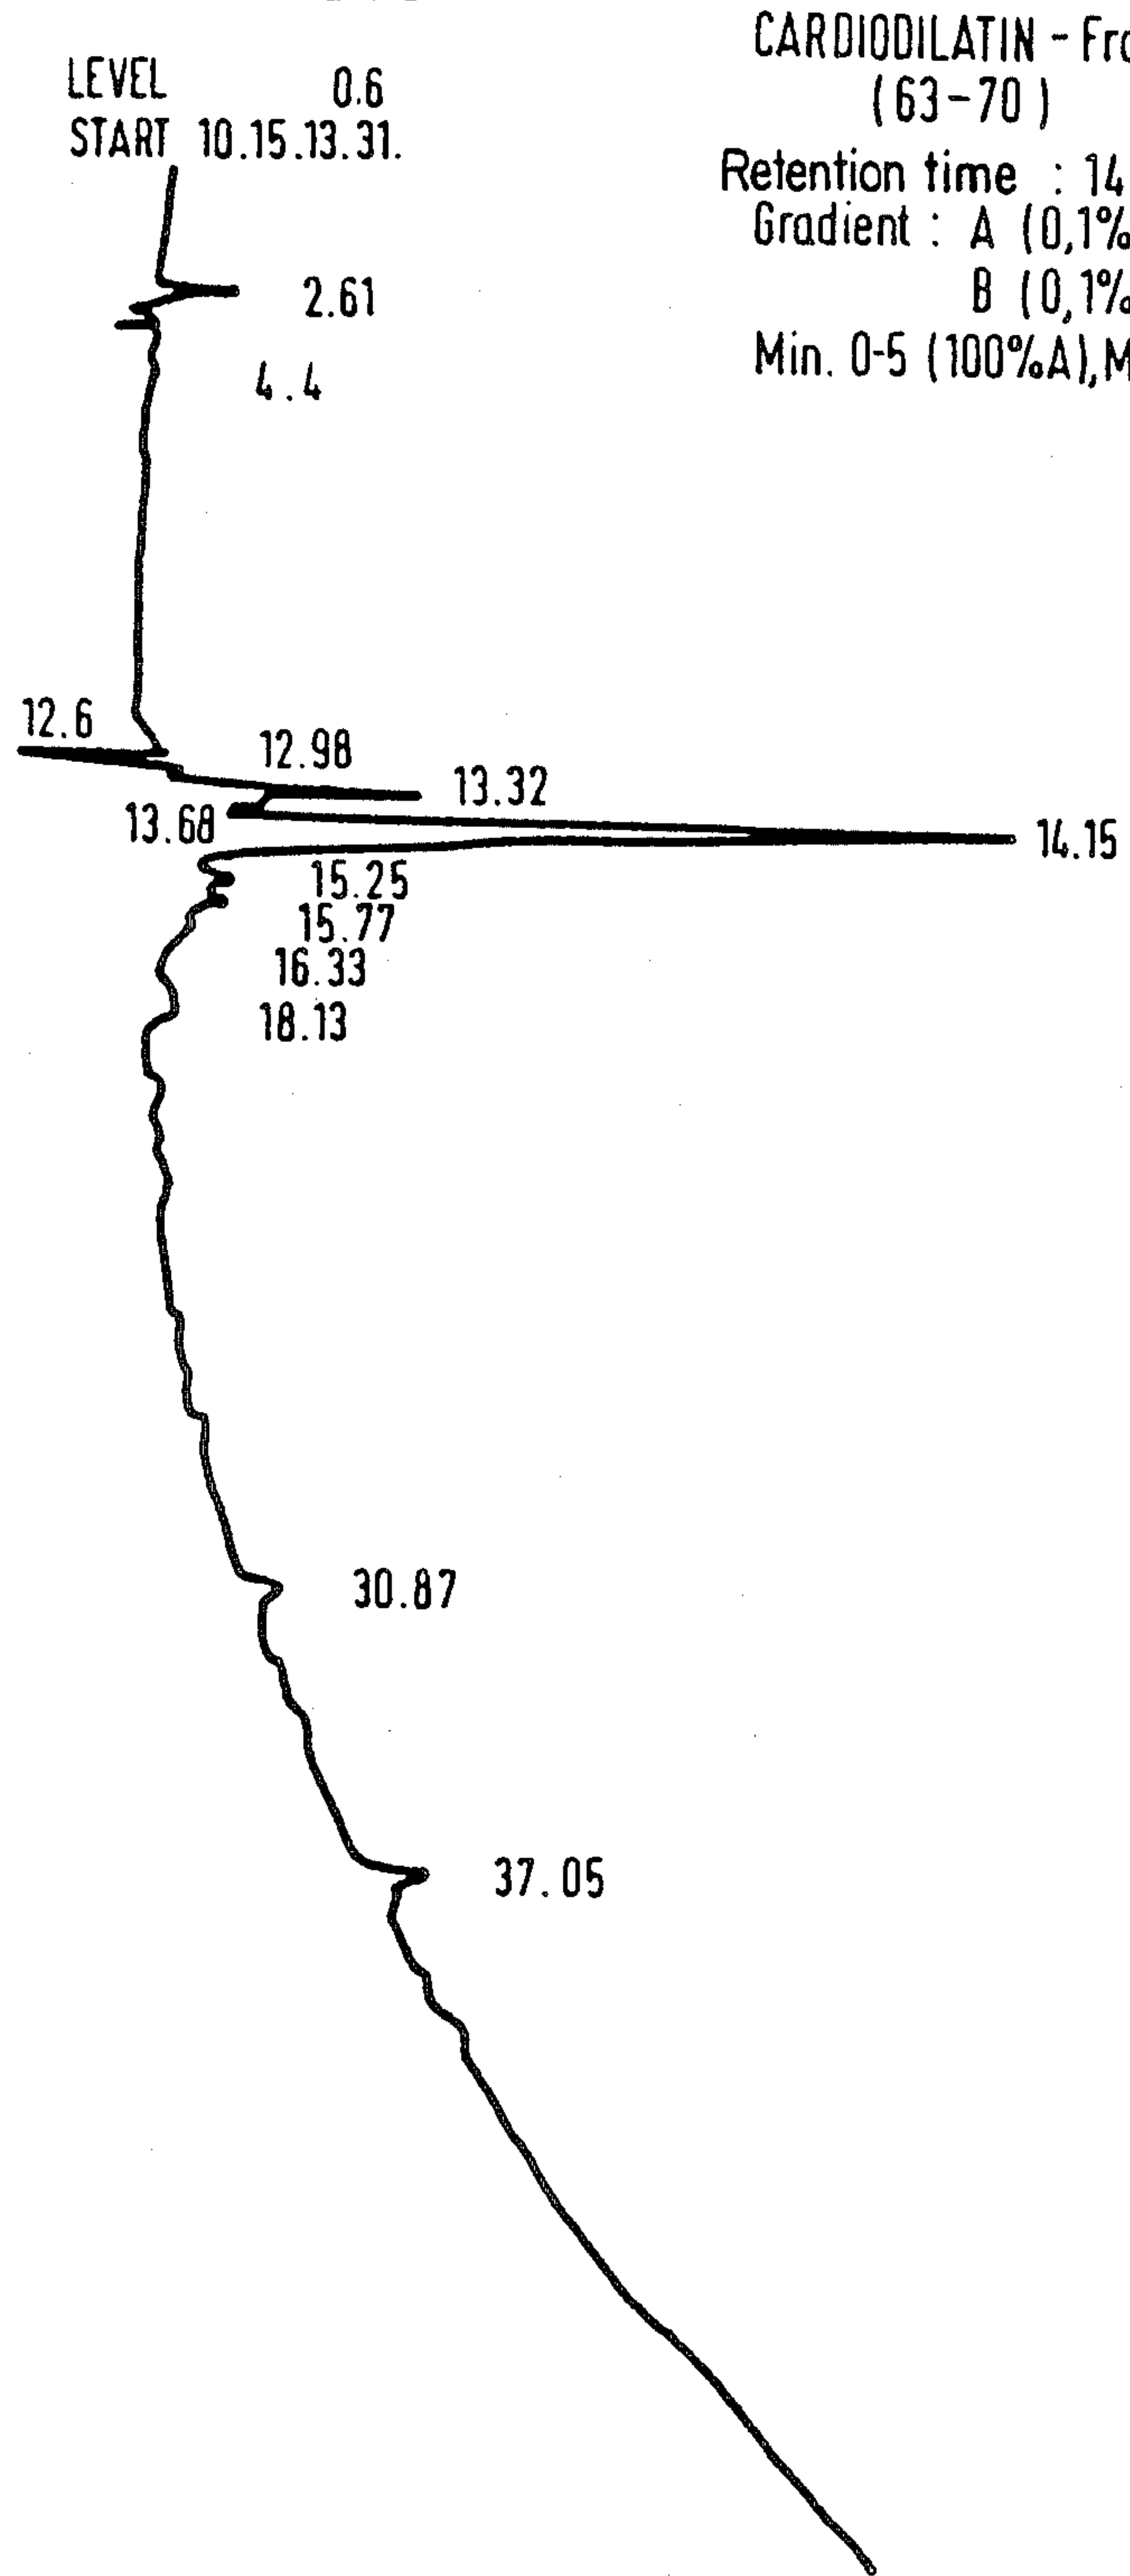 LEVEL 0.6
START 10.15.13.31.
CARDIODILATIN - Fra
(63-70)
Retention time : 14
Gradient : A (0,1%
B (0,1%
Min. 0-5 (100%A), M
2.61
4.4
12.6
12.98
13.32
13.68
14.15
15.25
15.77
16.33
18.13
30.87
37.05